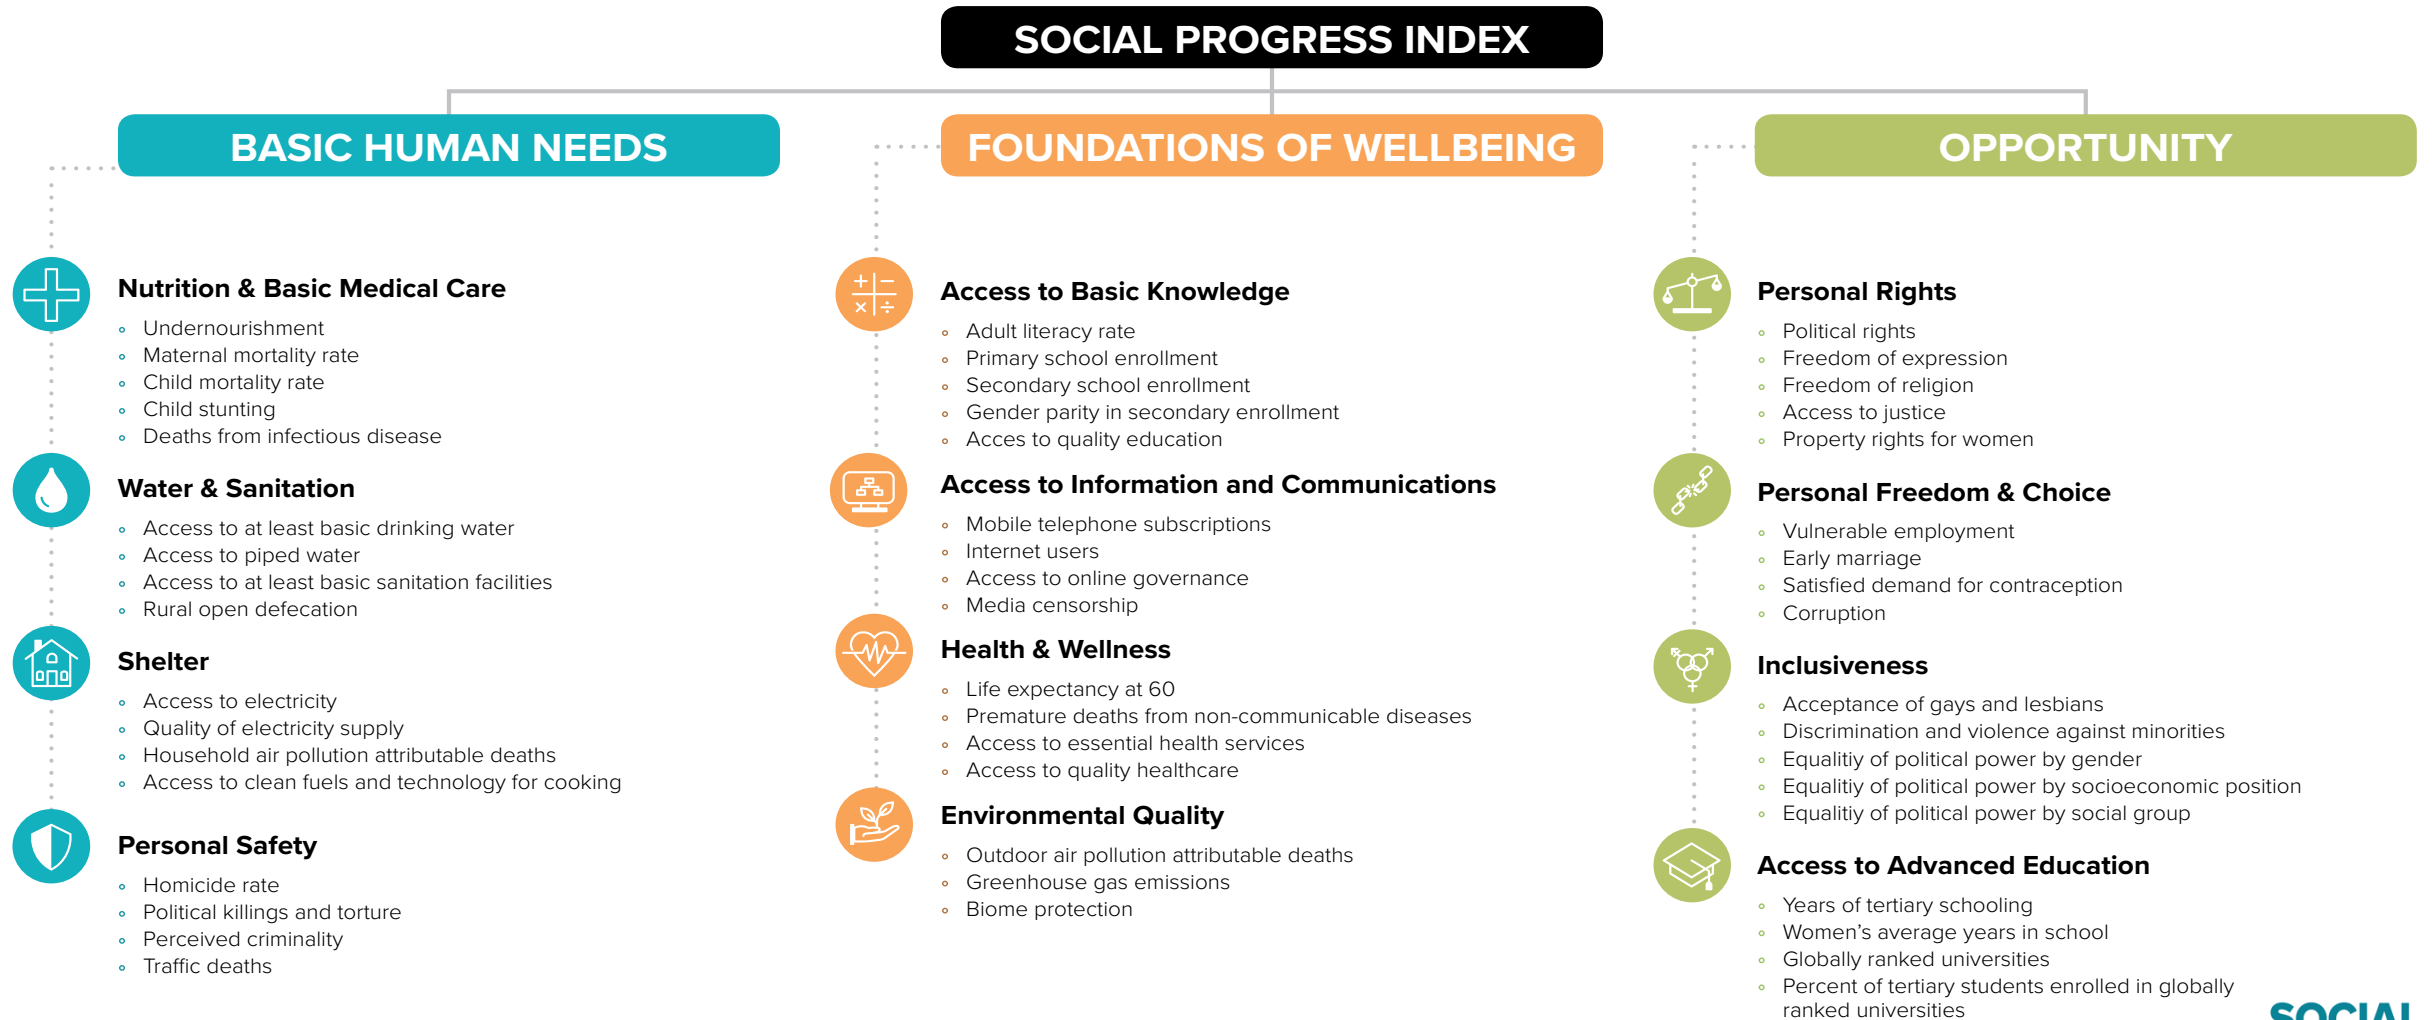 SOCIAL PROGRESS INDEX
BASIC HUMAN NEEDS
Nutrition & Basic Medical Care
Undernourishment
Maternal mortality rate
Child mortality rate
Child stunting
Deaths from infectious disease
Water & Sanitation
Access to at least basic drinking water
Access to piped water
Access to at least basic sanitation facilities
Rural open defecation
Shelter
Access to electricity
Quality of electricity supply
Household air pollution attributable deaths
Access to clean fuels and technology for cooking
Personal Safety
Homicide rate
Political killings and torture
Perceived criminality
Traffic deaths
FOUNDATIONS OF WELLBEING
Access to Basic Knowledge
Adult literacy rate
Primary school enrollment
Secondary school enrollment
Gender parity in secondary enrollment
Acces to quality education
Access to Information and Communications
Mobile telephone subscriptions
Internet users
Access to online governance
Media censorship
Health & Wellness
Life expectancy at 60
Premature deaths from non-communicable diseases
Access to essential health services
Access to quality healthcare
Environmental Quality
Outdoor air pollution attributable deaths
Greenhouse gas emissions
Biome protection
OPPORTUNITY
Personal Rights
Political rights
Freedom of expression
Freedom of religion
Access to justice
Property rights for women
Personal Freedom & Choice
Vulnerable employment
Early marriage
Satisfied demand for contraception
Corruption
Inclusiveness
Acceptance of gays and lesbians
Discrimination and violence against minorities
Equalitiy of political power by gender
Equalitiy of political power by socioeconomic position
Equalitiy of political power by social group
Access to Advanced Education
Years of tertiary schooling
Women's average years in school
Globally ranked universities
Percent of tertiary students enrolled in globally
ranked universities
SOCIAL